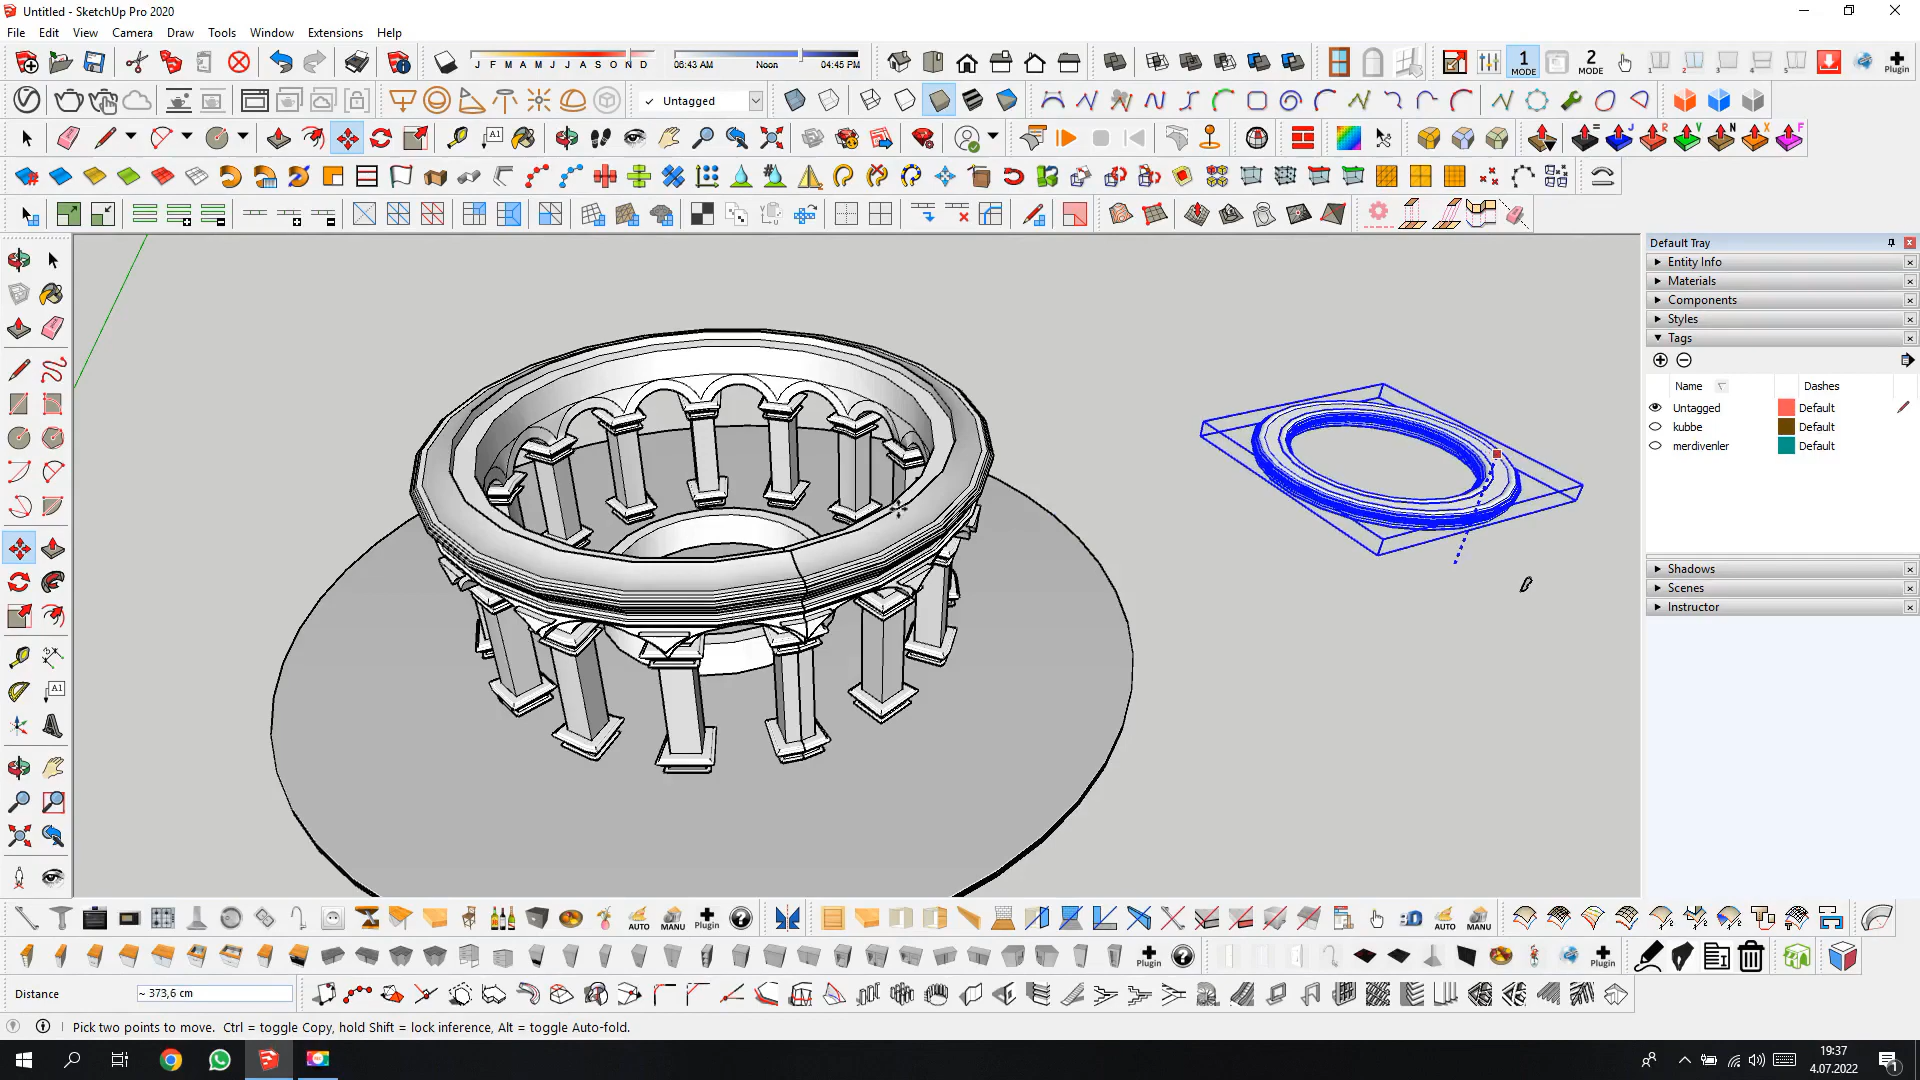 Untitled - SketchUp Pro 2020
File Edit View Camera Draw Tools Window Extensions Help
J F M A M J J A S O N D
06:43 AM Noon 04:45 PM
1 MODE
2 MODE
Plugin
Untagged
A1
= J R V N X F
Default Tray
Entity Info
Materials
Components
Styles
Tags
Name Dashes
Untagged Default
kubbe Default
merdivenler Default
Shadows
Scenes
Instructor
A1
AUTO MANU Plugin
AUTO MANU
Plugin
Plugin
Distance ~ 373,6 cm
Pick two points to move. Ctrl = toggle Copy, hold Shift = lock inference, Alt = toggle Auto-fold.
19:37
4.07.2022
1